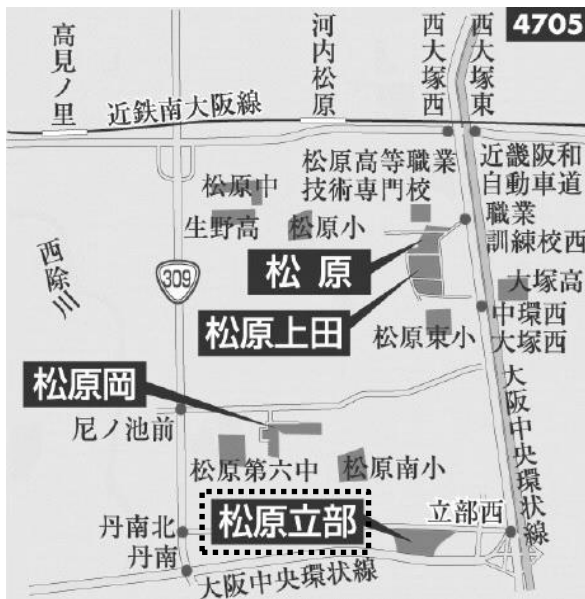 4705
高見ノ里
河内松原
西大塚西
西大塚東
近鉄南大阪線
松原高等職業
技術専門校
近畿阪和
自動車道
松原中
生野高
松原小
職業
訓練校西
西除川
松原
大塚高
309
松原上田
中環西
大塚西
松原東小
松原岡
大阪中央環状線
尼ノ池前
松原第六中
松原南小
松原立部
立部西
丹南北
丹南
大阪中央環状線